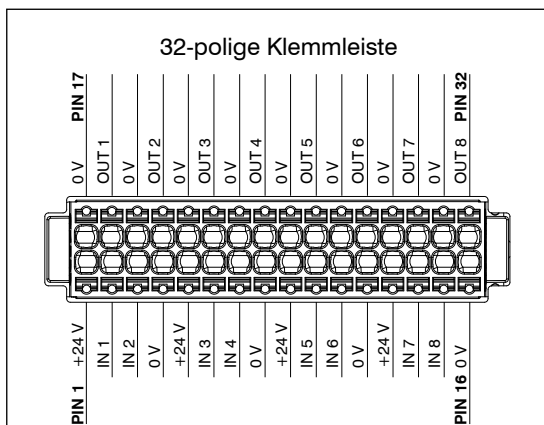 32-polige Klemmleiste
PIN 17
PIN 32
0 V
OUT 1
0 V
OUT 2
0 V
OUT 3
0 V
OUT 4
0 V
OUT 5
0 V
OUT 6
0 V
OUT 7
0 V
OUT 8
+24 V
IN 1
IN 2
0 V
+24 V
IN 3
IN 4
0 V
+24 V
IN 5
IN 6
0 V
+24 V
IN 7
IN 8
0 V
PIN 1
PIN 16